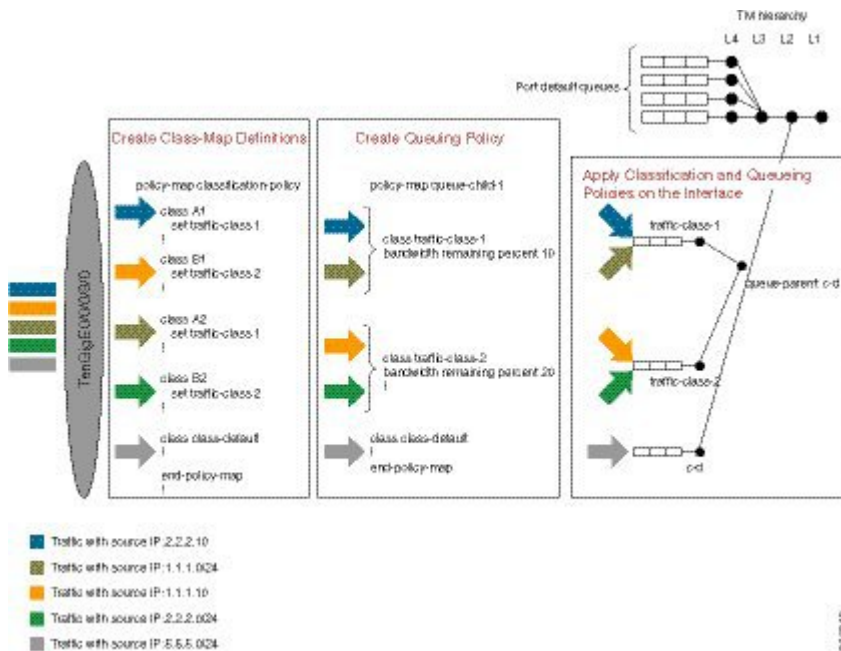 TM hierarchy
L4 L3 L2 L1
Port default queues
Create Class-Map Definitions
policy-map classification-policy
class A1
set traffic-class-1
!
class B1
set traffic-class-2
!
class A2
set traffic-class-1
!
class B2
set traffic-class-2
!
class class-default
!
end-policy-map
!
Create Queuing Policy
policy-map queue-child-1
class traffic-class-1
bandwidth remaining percent 10
!
class traffic-class-2
bandwidth remaining percent 20
!
class class-default
!
end-policy-map
Apply Classification and Queueing
Policies on the Interface
traffic-class-1
queue-parent c-d
traffic-class-2
c-d
TenGigE0/0/0/3/0
Traffic with source IP:2.2.2.10
Traffic with source IP:1.1.1.0/24
Traffic with source IP:1.1.1.10
Traffic with source IP:2.2.2.0/24
Traffic with source IP:5.5.5.0/24